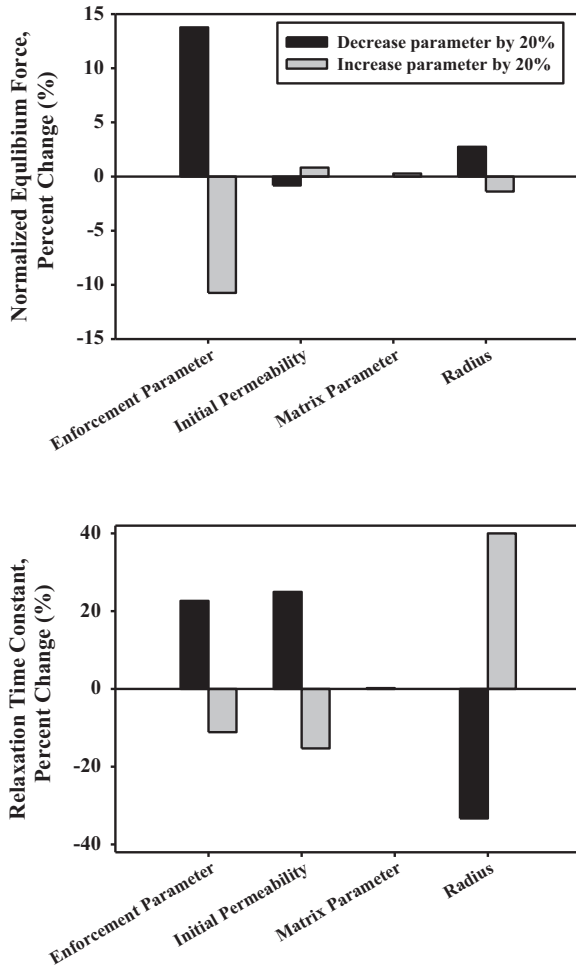 Normalized Equlibium Force,
Percent Change (%)
15
10
5
0
-5
-10
-15
Decrease parameter by 20%
Increase parameter by 20%
Enforcement Parameter
Initial Permeability
Matrix Parameter
Radius
Relaxation Time Constant,
Percent Change (%)
40
20
0
-20
-40
Enforcement Parameter
Initial Permeability
Matrix Parameter
Radius